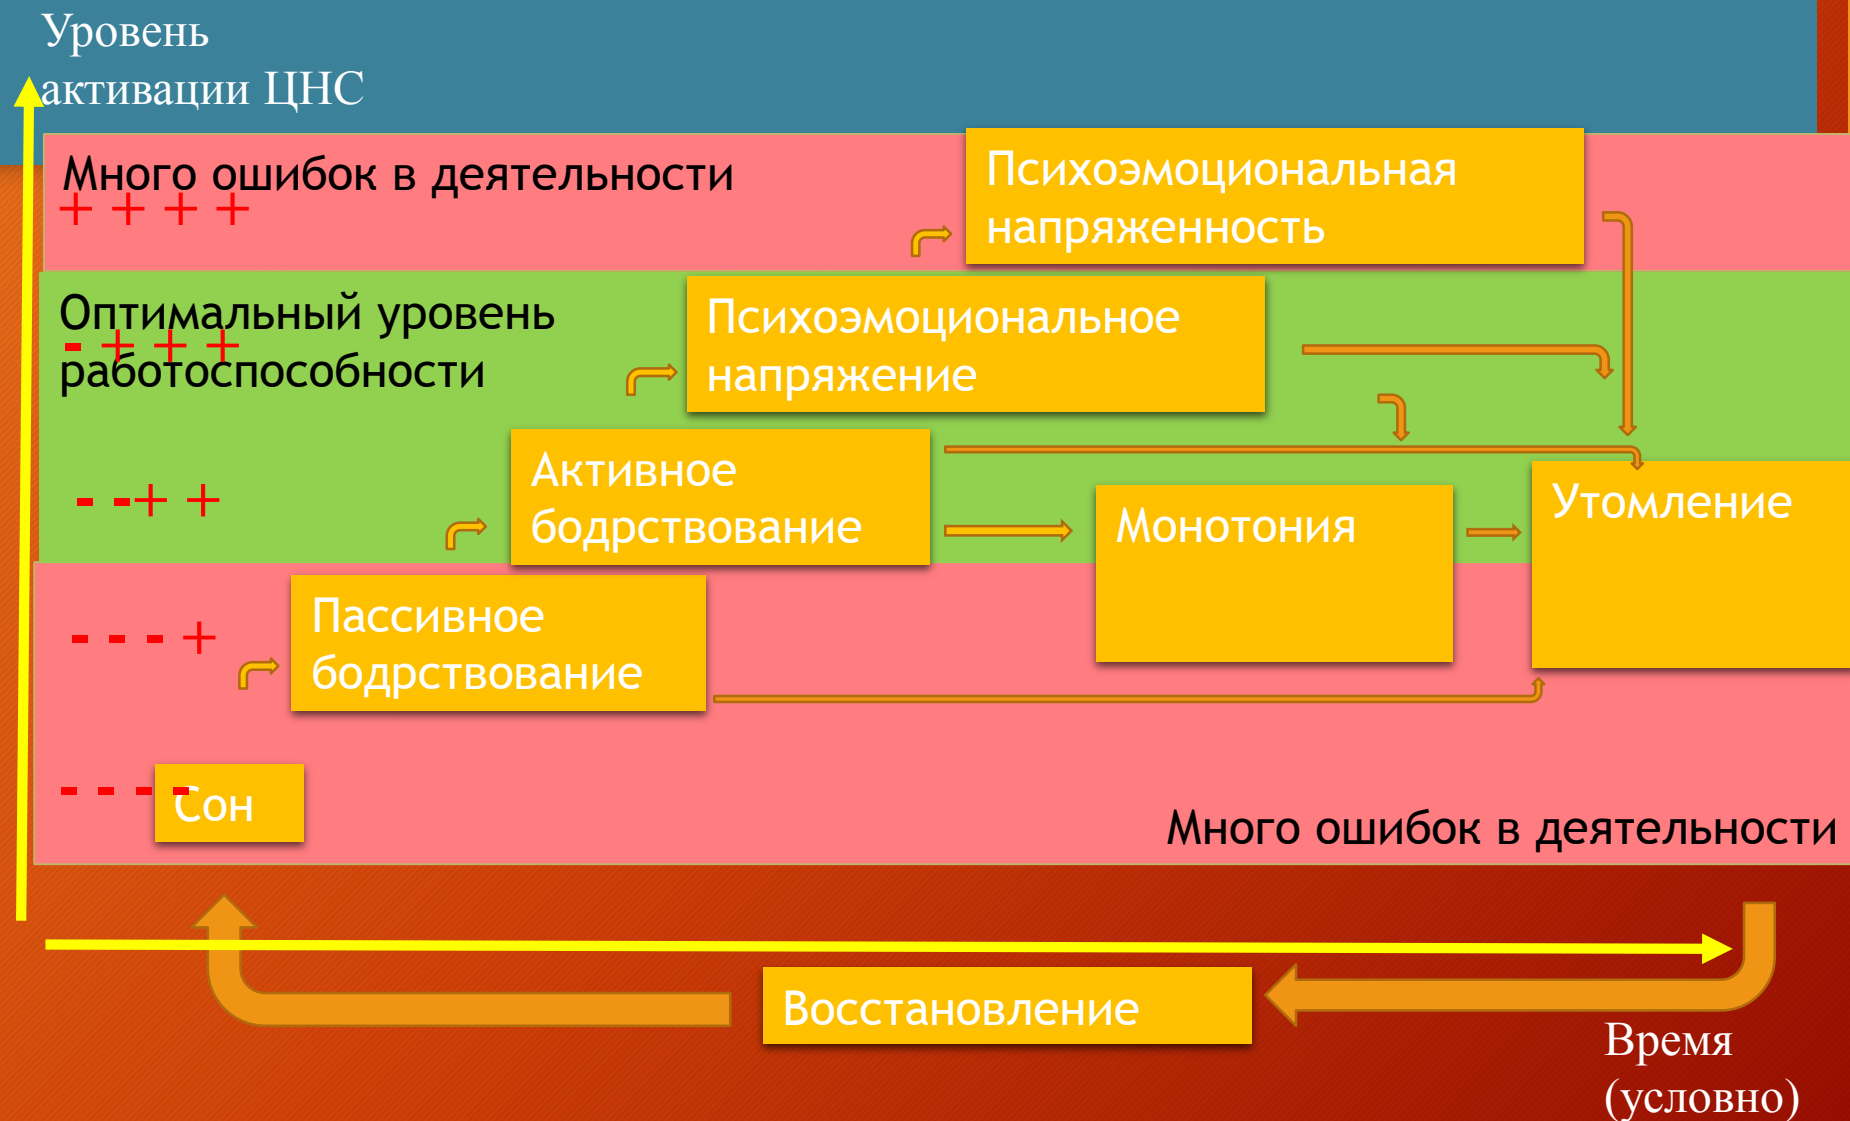 Уровень
активации ЦНС
Много ошибок в деятельности
+ + + +
Психоэмоциональная
напряженность
Оптимальный уровень
работоспособности
- + + +
Психоэмоциональное
напряжение
- -+ +
Активное
бодрствование
Монотония
Утомление
- - - +
Пассивное
бодрствование
- - - -
Сон
Много ошибок в деятельности
Восстановление
Время
(условно)